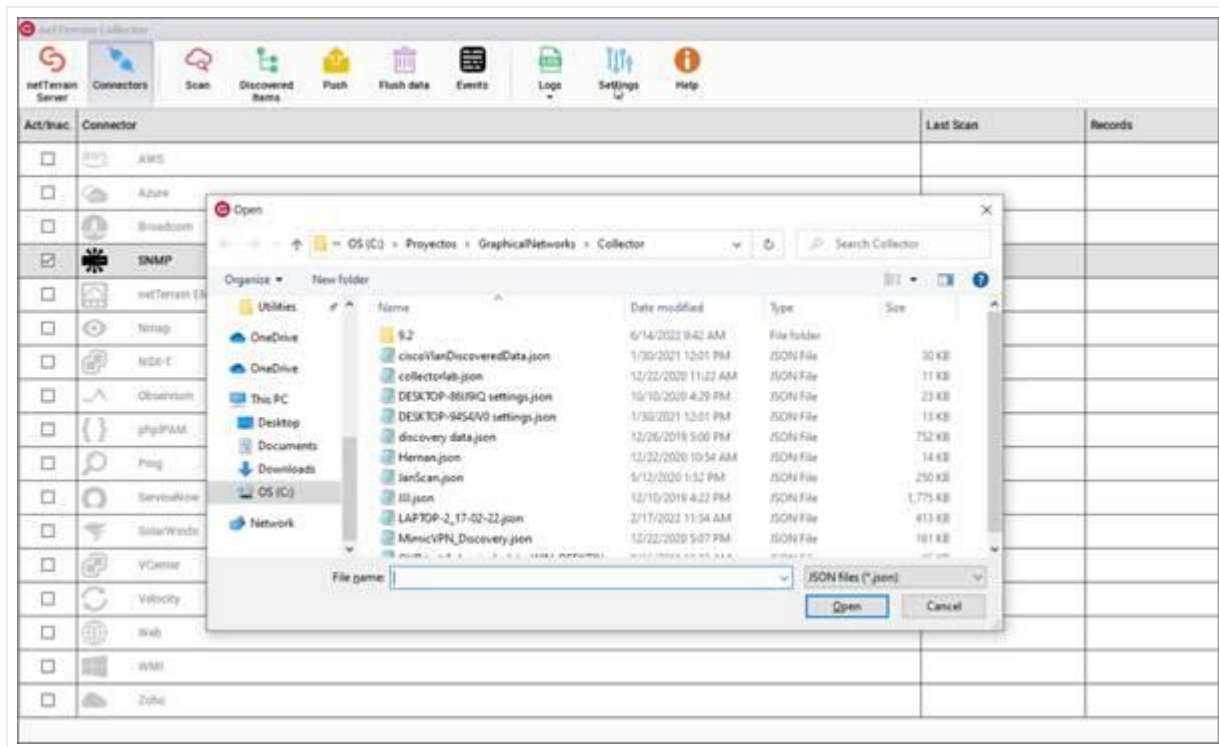 netTerrain Collector
netTerrain Server
Connectors
Scan
Discovered Items
Push
Flush data
Events
Logs
Settings
Help
Act/Inac. Connector Last Scan Records
AWS
Azure
Broadcom
SNMP
netTerrain
Nmap
Observium
phpIPAM
Ping
ServiceNow
SolarWinds
VCenter
Velocity
Web
WMI
Zoho
Open
OS (C:) › Proyectos › GraphicalNetworks › Collector
Search Collector
Organize
New folder
Utilities
OneDrive
OneDrive
This PC
Desktop
Documents
Downloads
OS (C:)
Network
Name Date modified Type Size
9.2 6/14/2022 9:42 AM File folder
ciscoVlanDiscoveredData.json 1/30/2021 12:01 PM JSON File 30 KB
collectorlab.json 12/22/2020 11:22 AM JSON File 11 KB
settings.json 10/10/2020 4:29 PM JSON File 23 KB
settings.json 1/30/2021 12:01 PM JSON File 13 KB
discovery data.json 12/26/2019 5:00 PM JSON File 752 KB
Hernan.json 12/22/2020 10:54 AM JSON File 14 KB
JanScan.json 5/12/2020 1:52 PM JSON File 250 KB
12/10/2019 4:22 PM JSON File 1,775 KB
LAPTOP-2_17-02-22.json 2/17/2022 11:54 AM JSON File 413 KB
MimicVPN_Discovery.json 12/22/2020 5:07 PM JSON File 161 KB
File name:
JSON files (*.json)
Open
Cancel